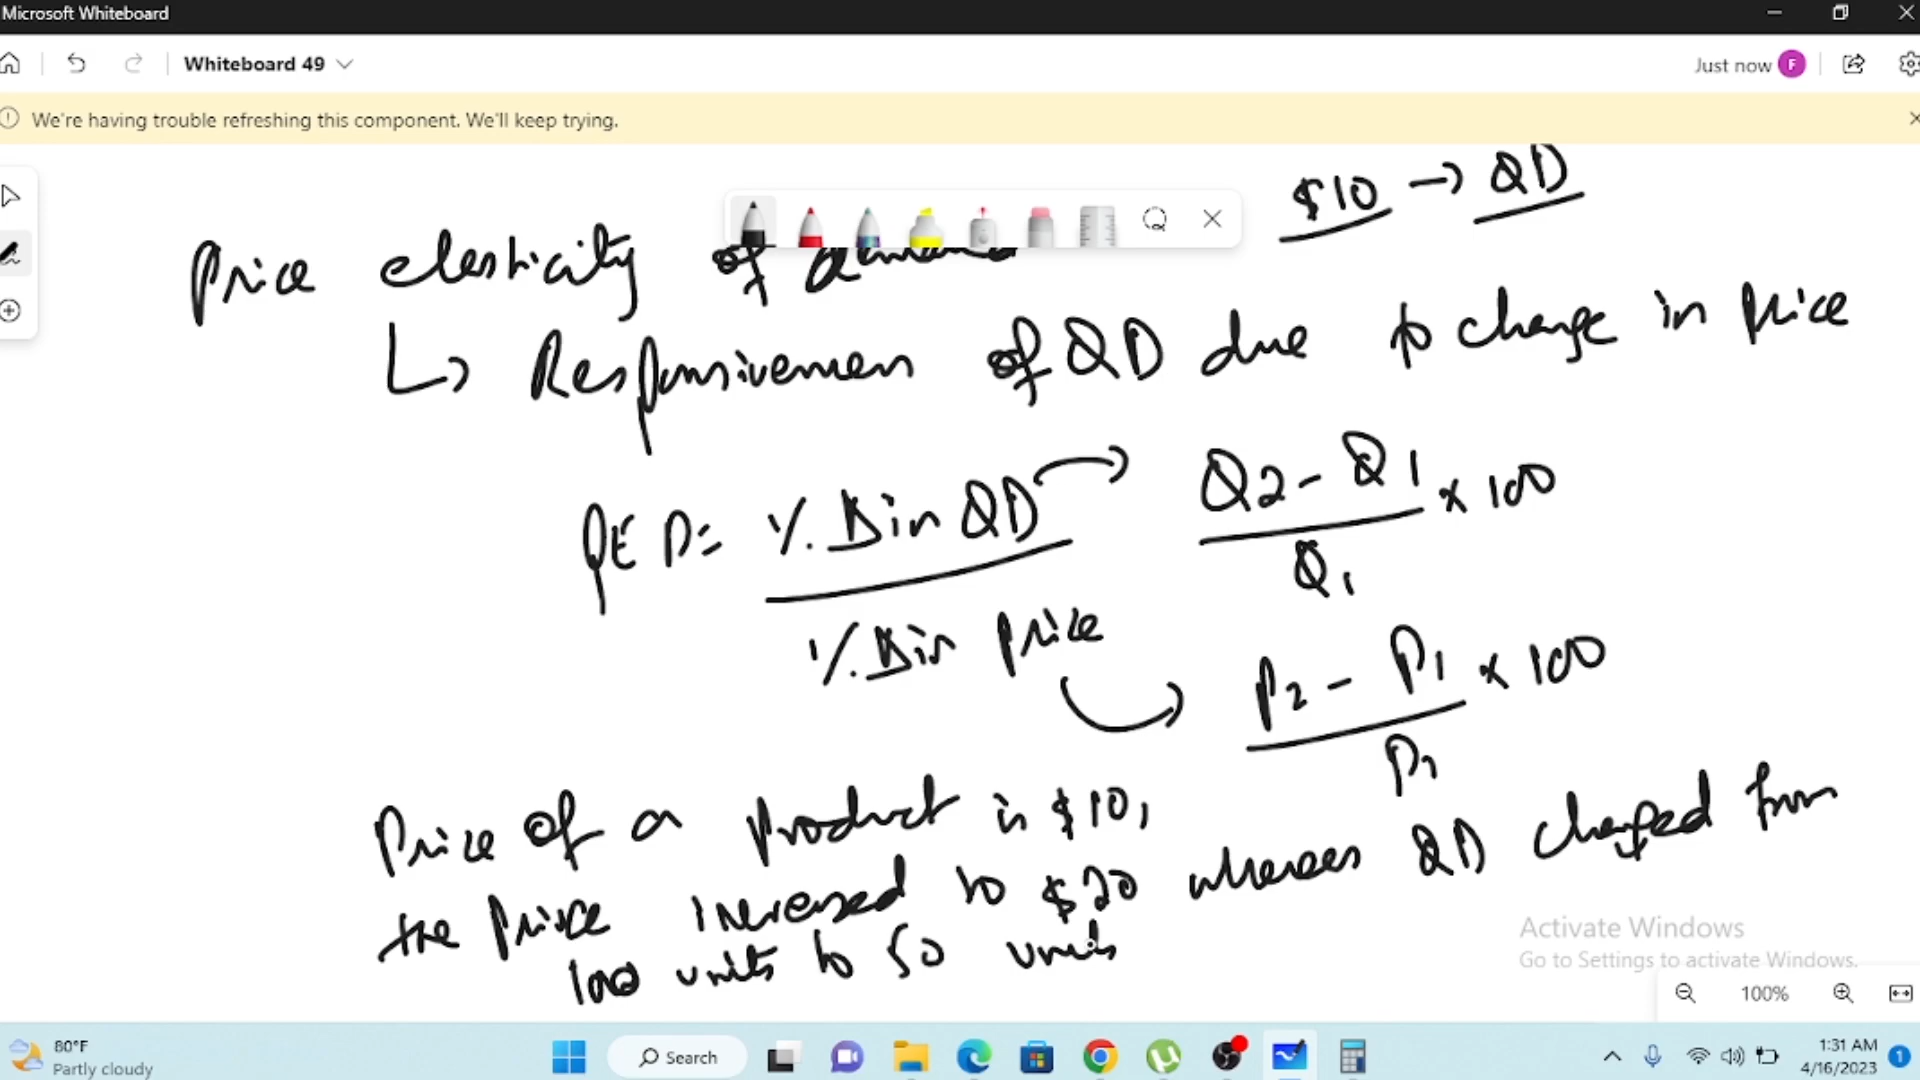 Microsoft Whiteboard
Whiteboard 49
Just now F
We're having trouble refreshing this component. We'll keep trying.
$10 → QD
Price elasticity of demand
↳ Responsiveness of QD due to change in price
PED = %Δ in QD → Q2 - Q1 / Q1 × 100
%Δ in price → P2 - P1 / P1 × 100
Price of a product is $10,
the price increased to $20 whereas QD changed from
100 units to 50 units
Activate Windows
Go to Settings to activate Windows.
100%
80°F
Partly cloudy
Search
1:31 AM
4/16/2023
1